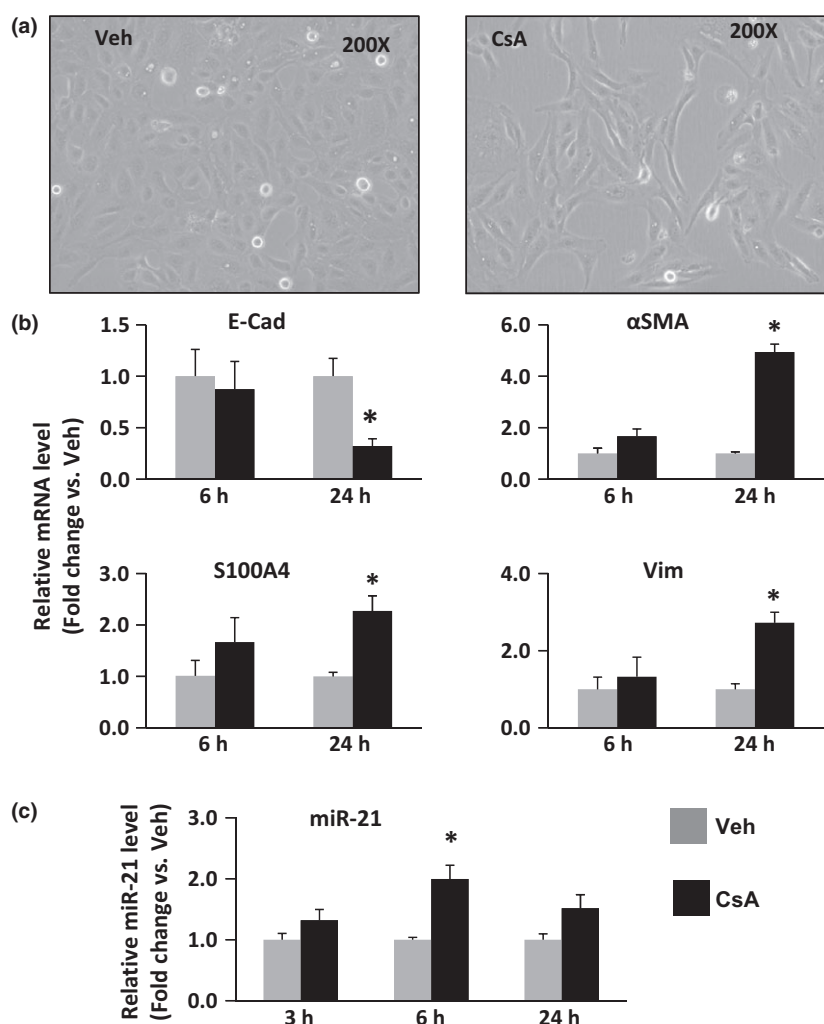 (a)
Veh
200X
CsA
200X
(b)
Relative mRNA level
(Fold change vs. Veh)
E-Cad
1.5
1.0
0.5
0.0
*
6 h
24 h
αSMA
6.0
4.0
2.0
0.0
*
6 h
24 h
S100A4
3.0
2.0
1.0
0.0
*
6 h
24 h
Vim
4.0
2.0
0.0
*
6 h
24 h
(c)
Relative miR-21 level
(Fold change vs. Veh)
miR-21
3.0
2.0
1.0
0.0
*
3 h
6 h
24 h
Veh
CsA